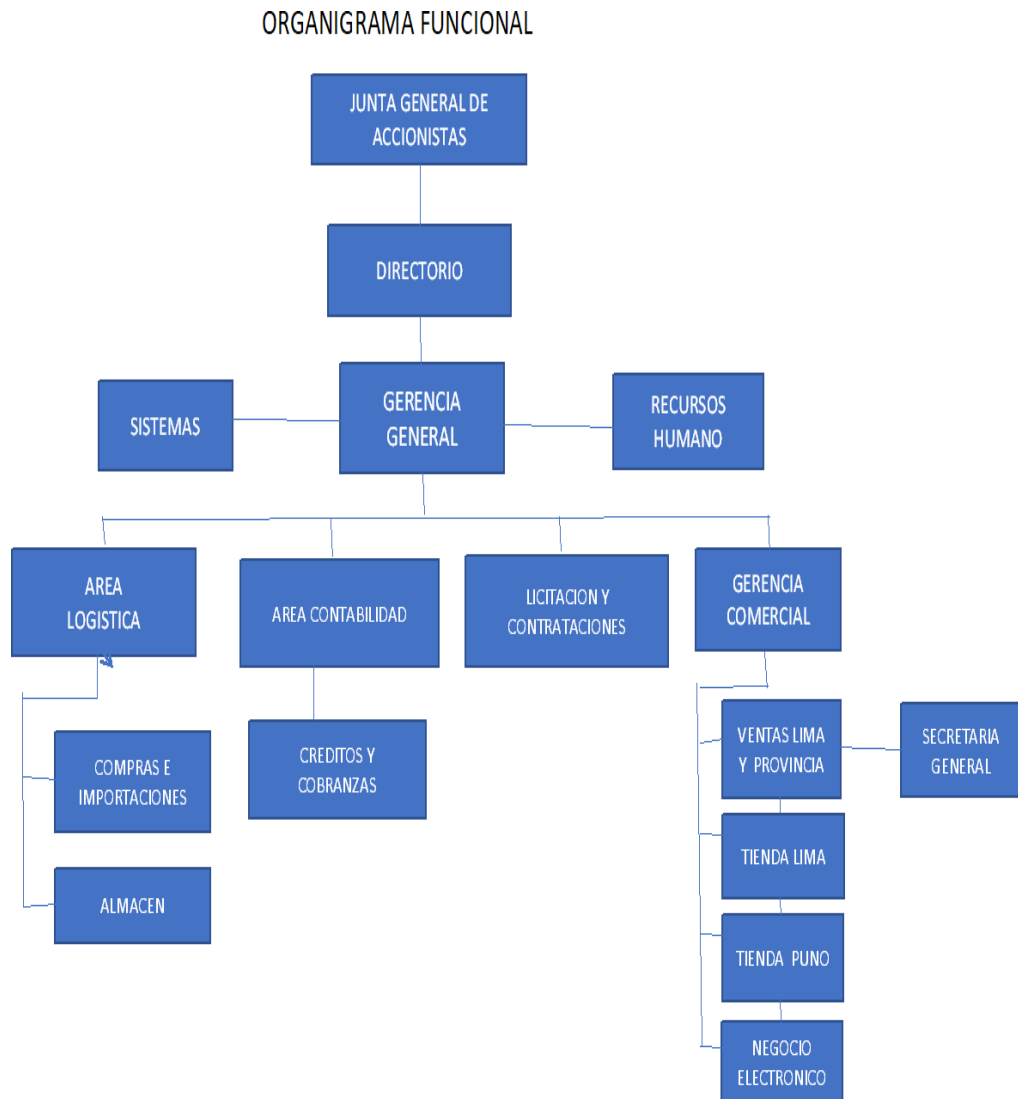 ORGANIGRAMA FUNCIONAL
JUNTA GENERAL DE
ACCIONISTAS
DIRECTORIO
SISTEMAS
GERENCIA
GENERAL
RECURSOS
HUMANO
AREA
LOGISTICA
AREA CONTABILIDAD
LICITACION Y
CONTRATACIONES
GERENCIA
COMERCIAL
COMPRAS E
IMPORTACIONES
ALMACEN
CREDITOS Y
COBRANZAS
VENTAS LIMA
Y PROVINCIA
SECRETARIA
GENERAL
TIENDA LIMA
TIENDA PUNO
NEGOCIO
ELECTRONICO